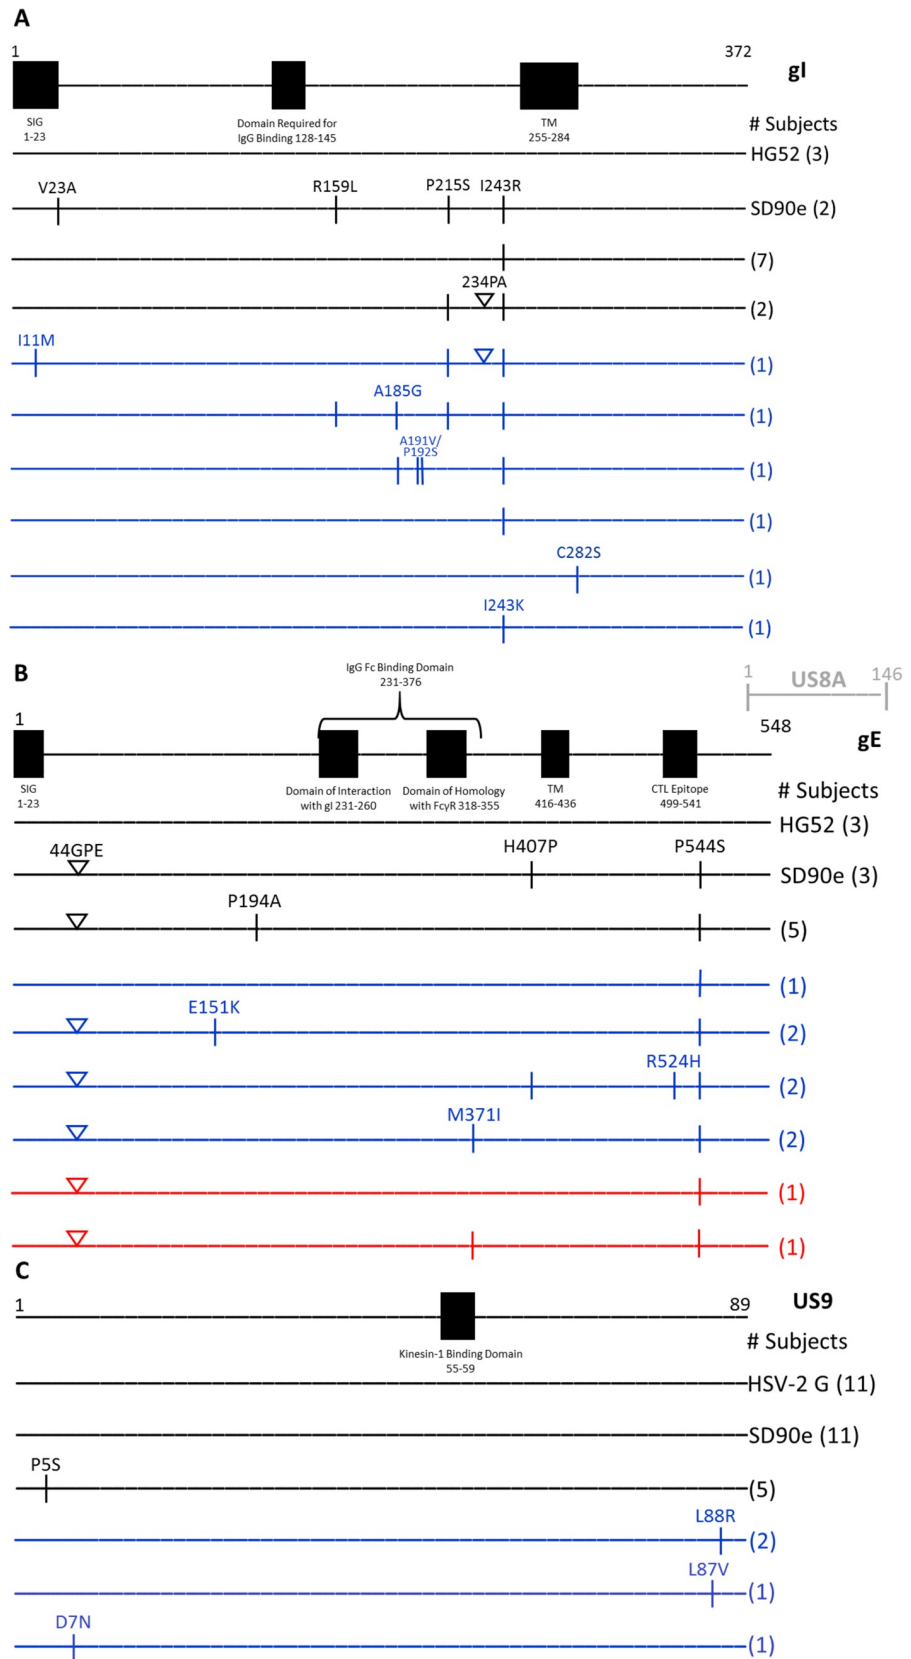 A
1
372
gI
SIG
1-23
Domain Required for
IgG Binding 128-145
TM
255-284
# Subjects
HG52 (3)
V23A
R159L
P215S
I243R
SD90e (2)
(7)
234PA
(2)
I11M
(1)
A185G
(1)
A191V/
P192S
(1)
(1)
C282S
(1)
I243K
(1)
B
IgG Fc Binding Domain
231-376
1
US8A
146
1
548
gE
SIG
1-23
Domain of Interaction
with gI 231-260
Domain of Homology
with FcγR 318-355
TM
416-436
CTL Epitope
499-541
# Subjects
HG52 (3)
44GPE
H407P
P544S
SD90e (3)
P194A
(5)
(1)
E151K
(2)
R524H
(2)
M371I
(2)
(1)
(1)
C
1
89
US9
Kinesin-1 Binding Domain
55-59
# Subjects
HSV-2 G (11)
SD90e (11)
P5S
(5)
L88R
(2)
L87V
(1)
D7N
(1)